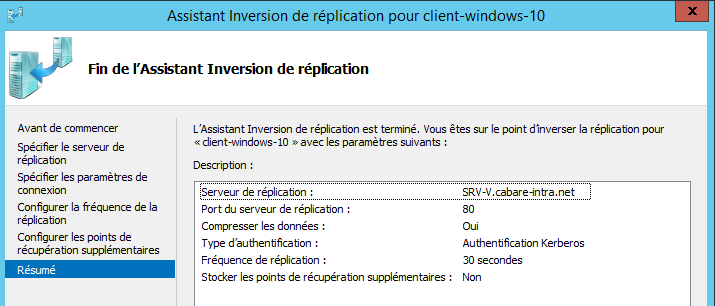 Assistant Inversion de réplication pour client-windows-10
x
Fin de l'Assistant Inversion de réplication
Avant de commencer
Spécifier le serveur de
réplication
Spécifier les paramètres de
connexion
Configurer la fréquence de la
réplication
Configurer les points de
récupération supplémentaires
Résumé
L'Assistant Inversion de réplication est terminé. Vous êtes sur le point d'inverser la réplication pour
« client-windows-10 » avec les paramètres suivants :
Description :
Serveur de réplication : SRV-V.cabare-intra.net
Port du serveur de réplication : 80
Compresser les données : Oui
Type d'authentification : Authentification Kerberos
Fréquence de réplication : 30 secondes
Stocker les points de récupération supplémentaires : Non